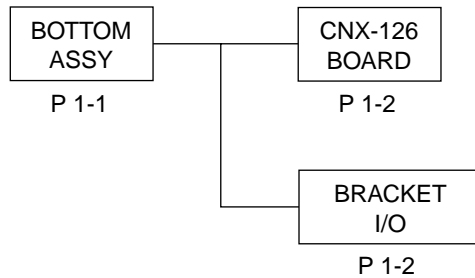 BOTTOM
ASSY
P 1-1
CNX-126
BOARD
P 1-2
BRACKET
I/O
P 1-2